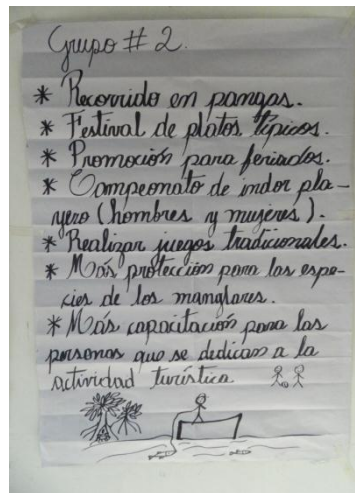 Grupo # 2.
* Recorrido en pangas.
* Festival de platos típicos.
* Promoción para feriados.
* Campeonato de indor pla-
yero (hombres y mujeres).
* Realizar juegos tradicionales.
* Más protección para las espe-
cies de los manglares.
* Más capacitación para las
personas que se dedican a la
actividad turística